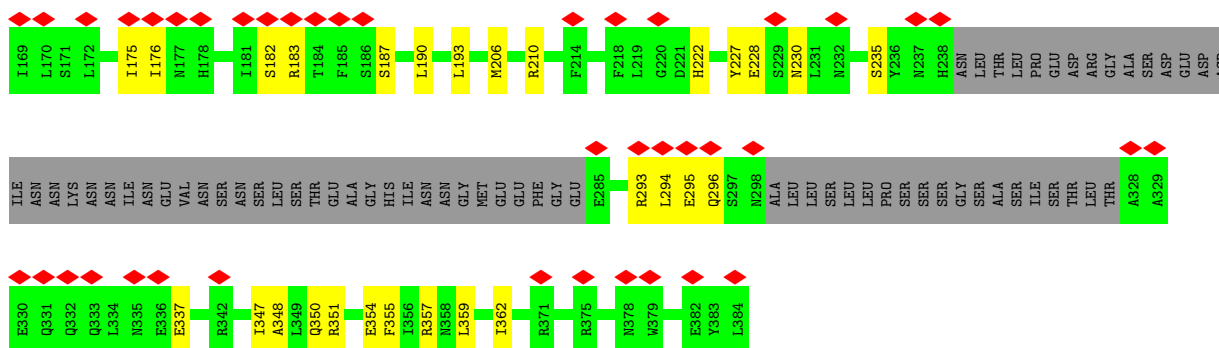 I169 L170 S171 L172 I175 I176 N177 H178 I181 S182 R183 T184 F185 S186 S187 L190 L193 M206 R210 F214 F218 L219 G220 D221 H222 Y227 E228 S229 N230 L231 N232 S235 Y236 N237 H238 ASN LEU THR LEU PRO GLU ASP ARG GLY ALA SER ASP GLU ASP
ILE ASN ASN LYS ASN ASN ILE ASN GLU VAL ASN SER ASN SER LEU SER THR GLU ALA GLY HIS ILE ASN ASN GLY MET GLU GLU PHE GLY GLU E285 R293 L294 E295 Q296 S297 N298 ALA LEU LEU SER LEU LEU PRO SER SER SER GLY SER ALA SER ILE SER THR LEU THR A328 A329
E330 Q331 Q332 Q333 L334 N335 E336 E337 R342 I347 A348 L349 Q350 R351 E354 F355 I356 R357 N358 L359 I362 R371 R375 N378 W379 E382 Y383 L384